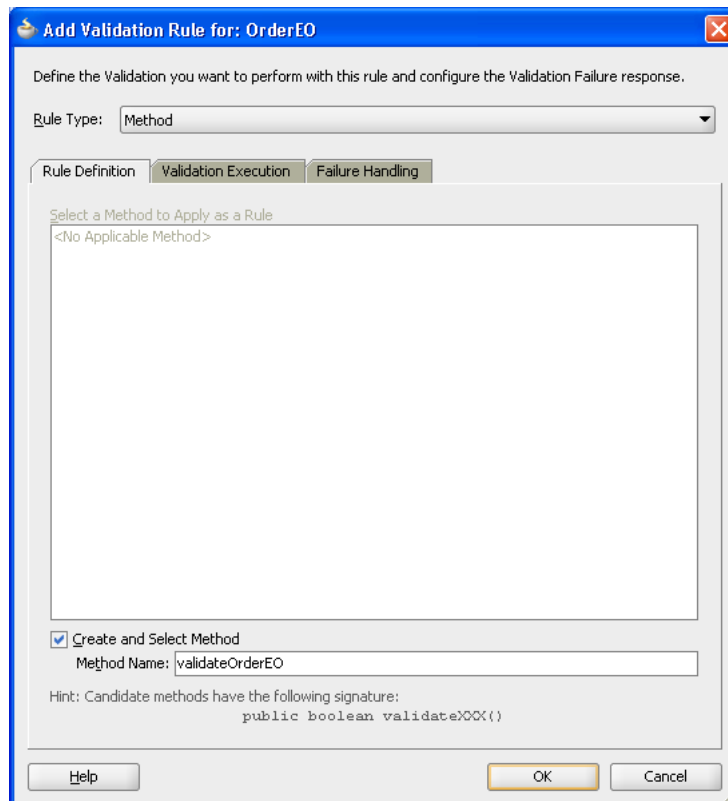 Add Validation Rule for: OrderEO
Define the Validation you want to perform with this rule and configure the Validation Failure response.
Rule Type: Method
Rule Definition Validation Execution Failure Handling
Select a Method to Apply as a Rule
<No Applicable Method>
Create and Select Method
Method Name: validateOrderEO
Hint: Candidate methods have the following signature:
public boolean validateXXX()
Help OK Cancel